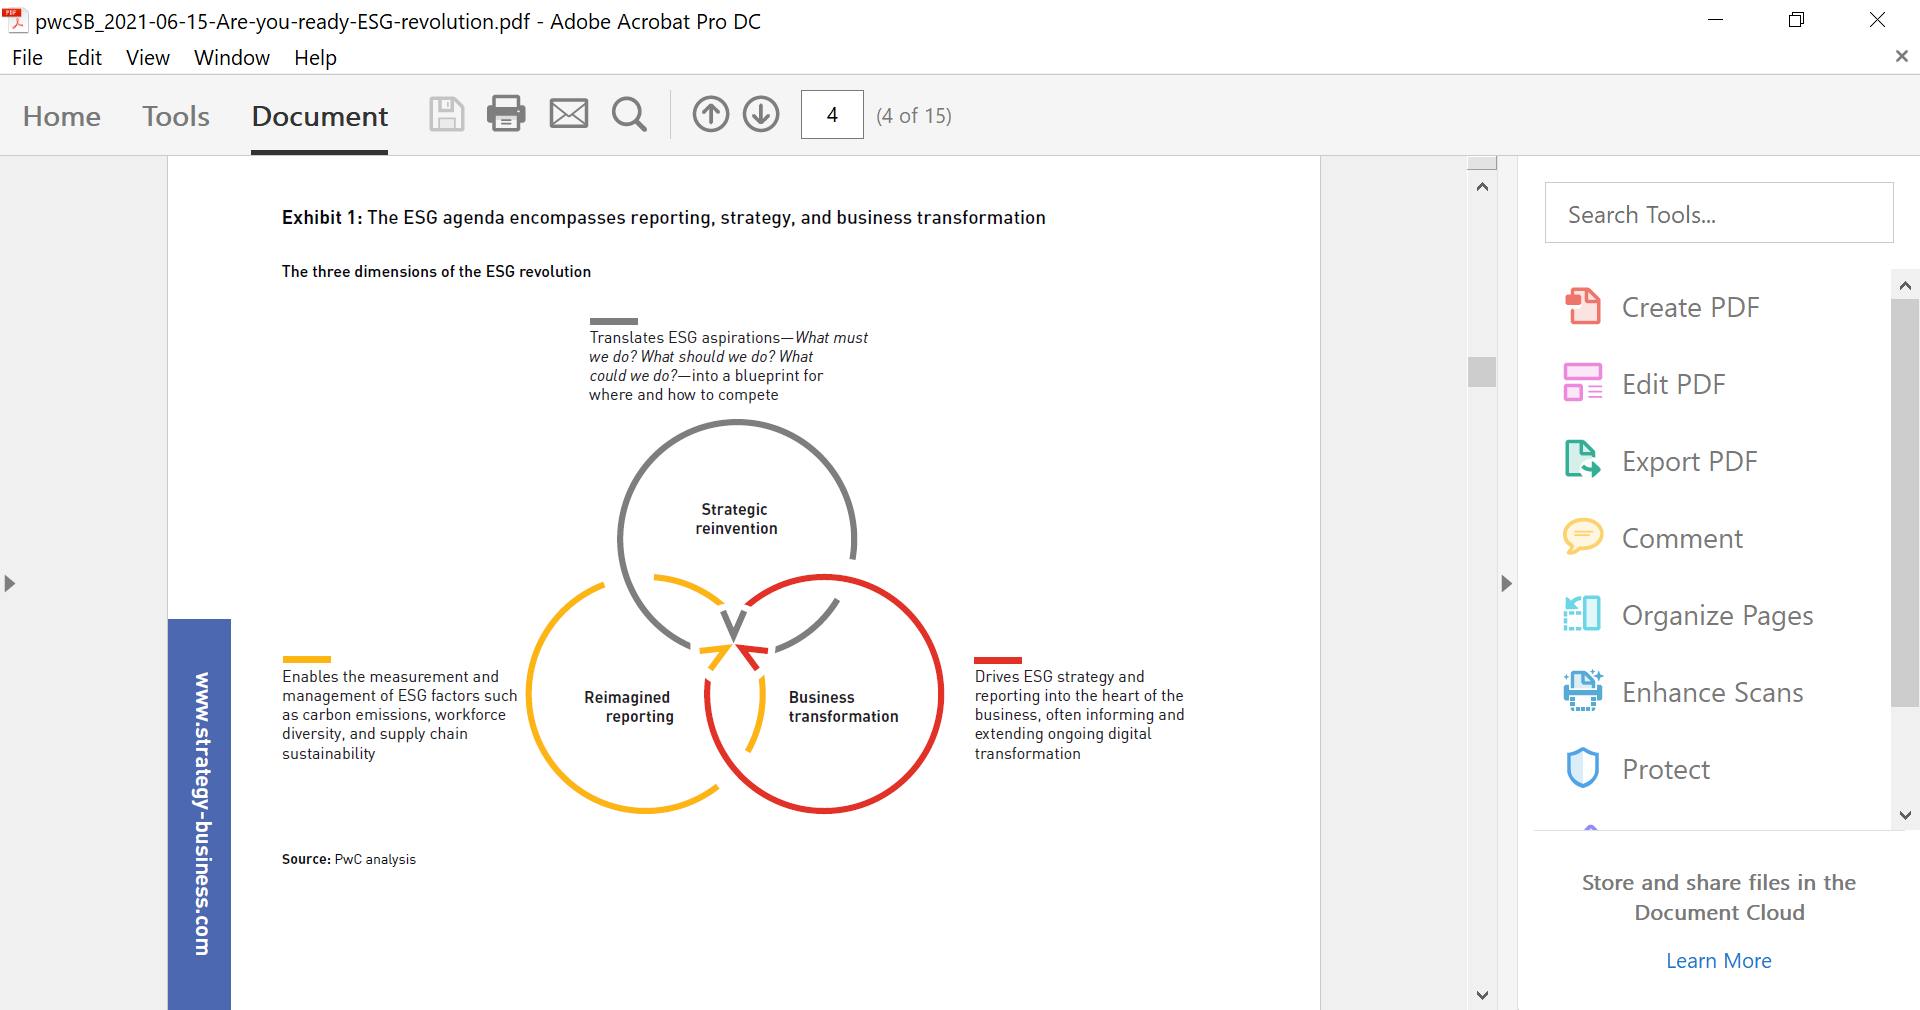 pwcSB_2021-06-15-Are-you-ready-ESG-revolution.pdf - Adobe Acrobat Pro DC
File Edit View Window Help
Home Tools Document 4 (4 of 15)
Exhibit 1: The ESG agenda encompasses reporting, strategy, and business transformation
The three dimensions of the ESG revolution
Translates ESG aspirations—What must
we do? What should we do? What
could we do?—into a blueprint for
where and how to compete
Strategic
reinvention
Enables the measurement and
management of ESG factors such
as carbon emissions, workforce
diversity, and supply chain
sustainability
Reimagined
reporting
Business
transformation
Drives ESG strategy and
reporting into the heart of the
business, often informing and
extending ongoing digital
transformation
Source: PwC analysis
www.strategy-business.com
Search Tools...
Create PDF
Edit PDF
Export PDF
Comment
Organize Pages
Enhance Scans
Protect
Store and share files in the
Document Cloud
Learn More